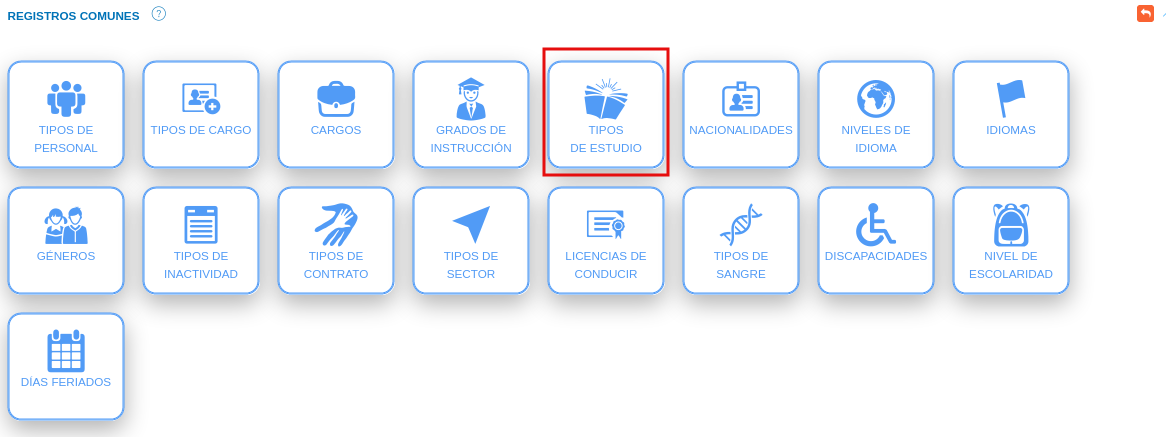 REGISTROS COMUNES ?
TIPOS DE
PERSONAL
TIPOS DE CARGO
CARGOS
GRADOS DE
INSTRUCCIÓN
TIPOS
DE ESTUDIO
NACIONALIDADES
NIVELES DE
IDIOMA
IDIOMAS
GÉNEROS
TIPOS DE
INACTIVIDAD
TIPOS DE
CONTRATO
TIPOS DE
SECTOR
LICENCIAS DE
CONDUCIR
TIPOS DE
SANGRE
DISCAPACIDADES
NIVEL DE
ESCOLARIDAD
DÍAS FERIADOS